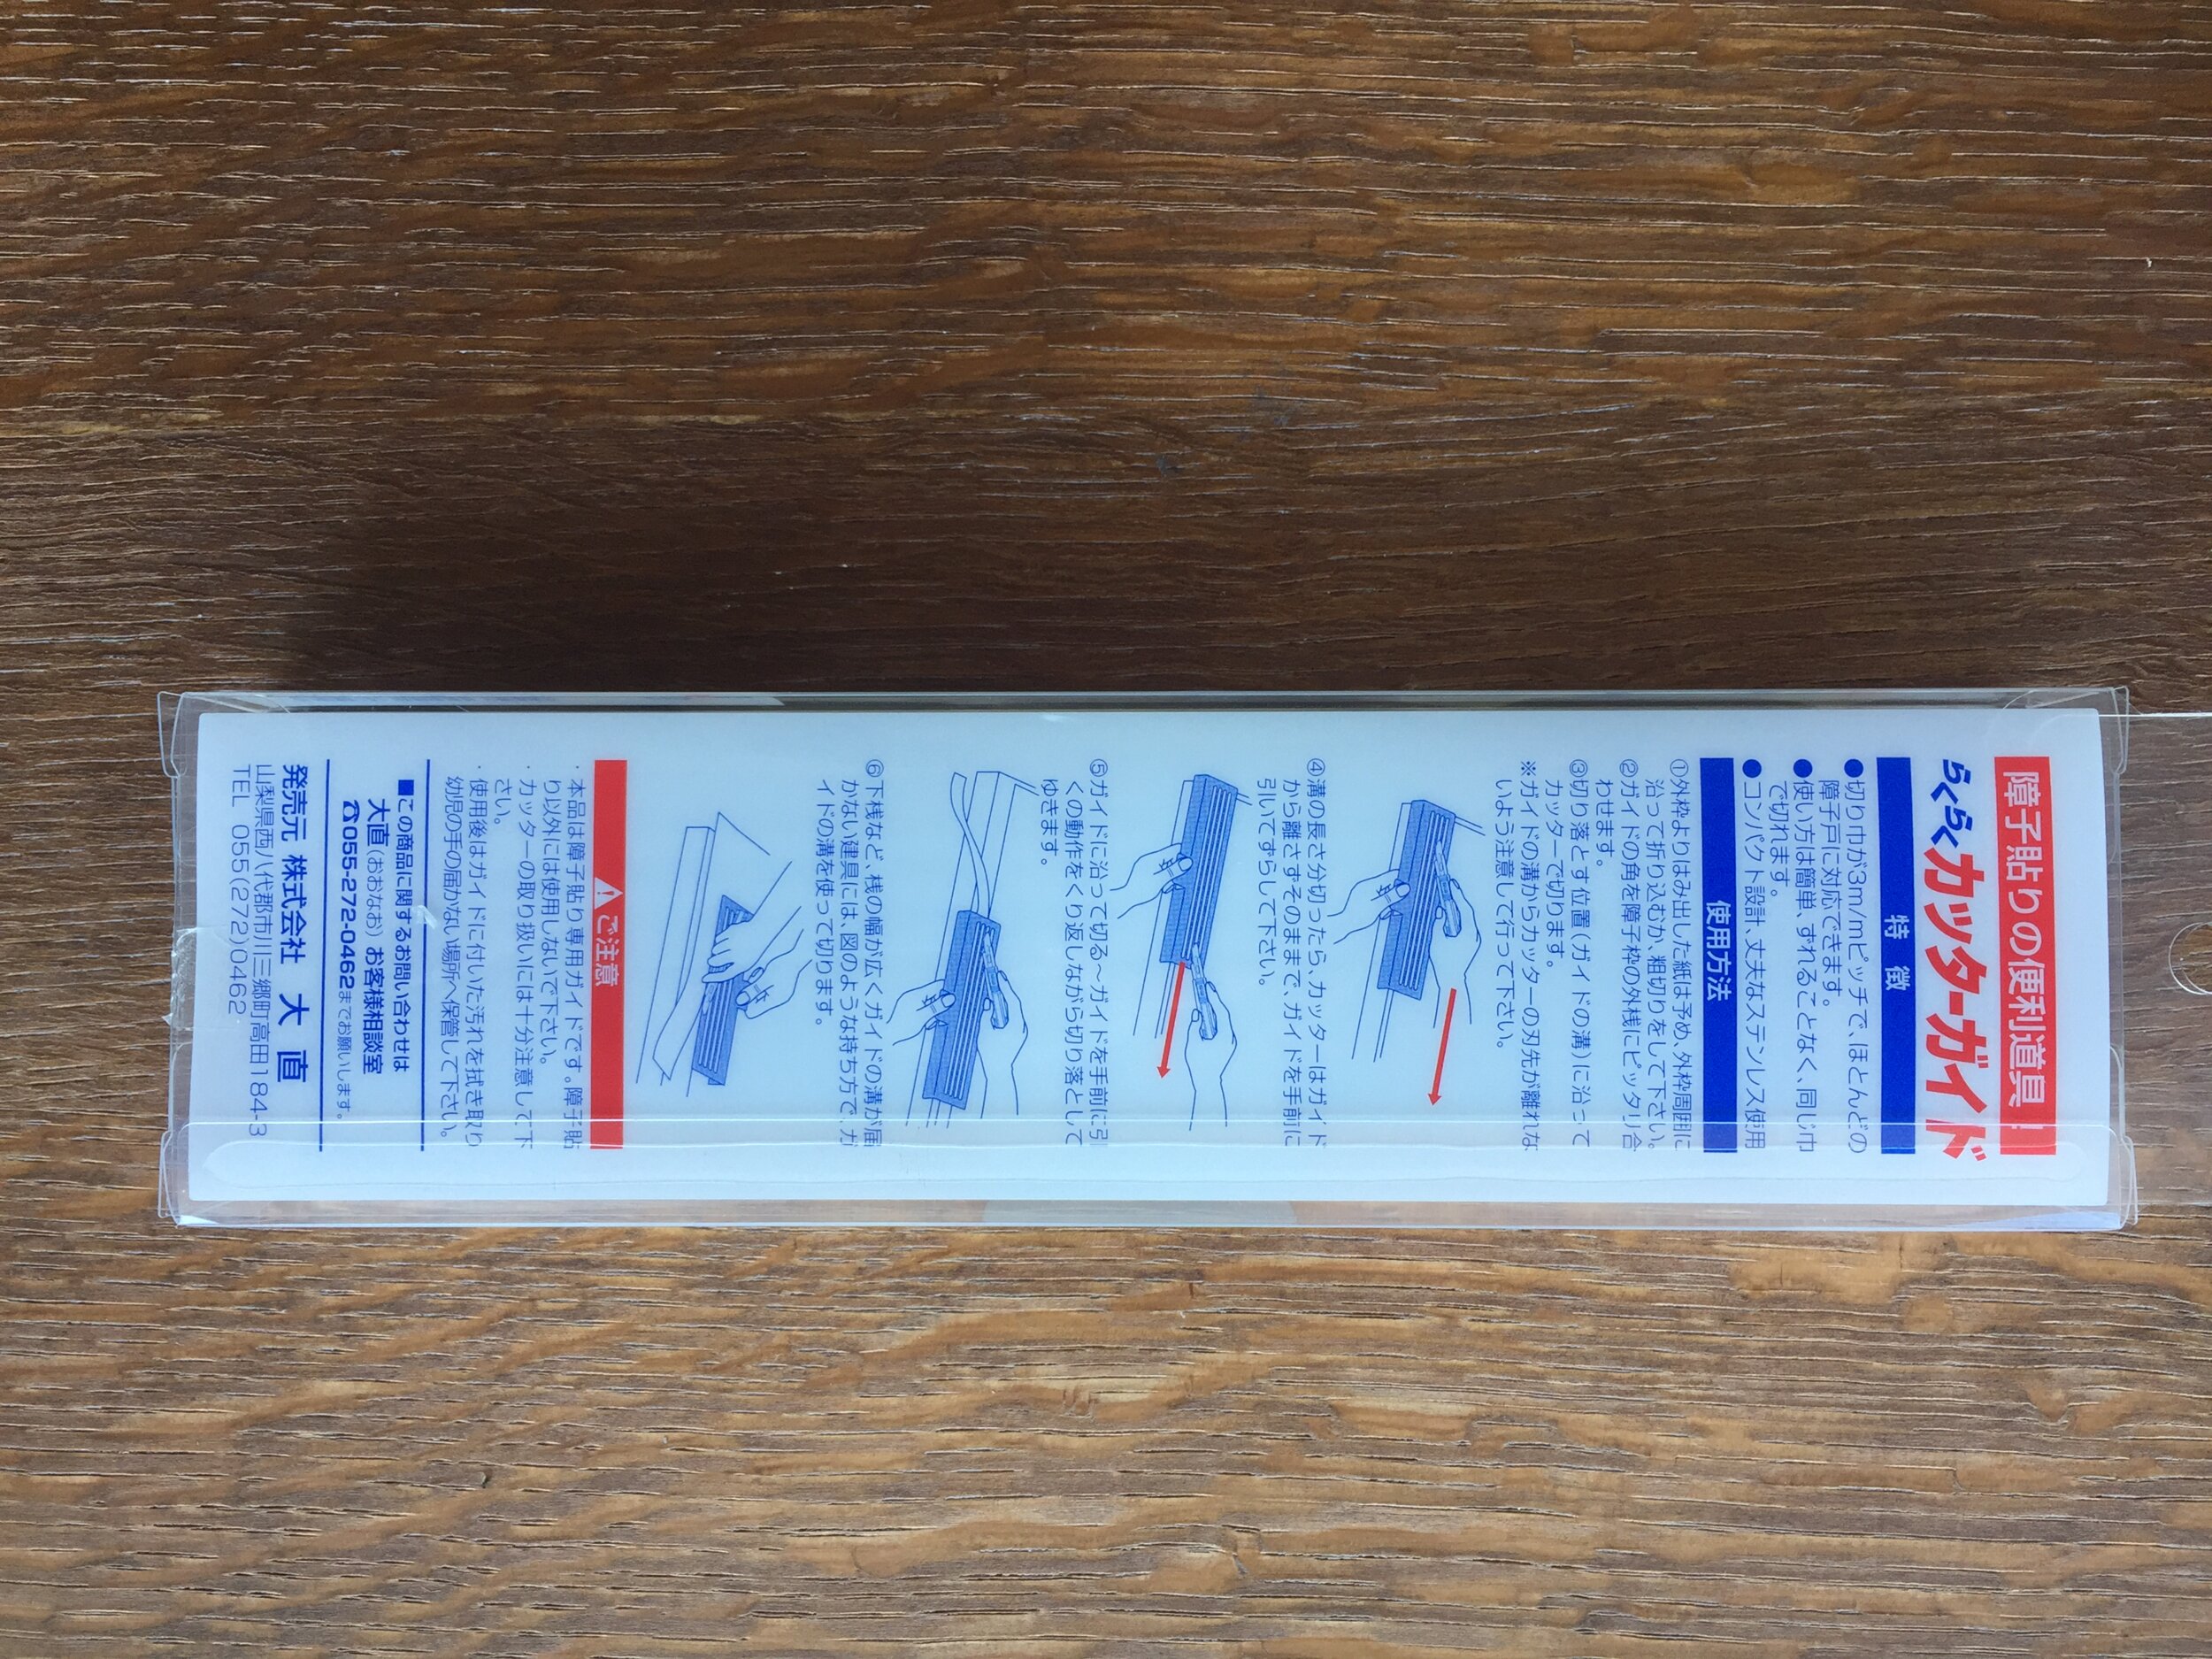 障子貼りの便利道具
らくらくカッターガイド
特 徴
●切り巾が3m/mピッチで、ほとんどの
障子戸に対応できます。
●使い方は簡単、ずれることなく、同じ巾
で切れます。
●コンパクト設計、丈夫なステンレス使用
使用方法
①外枠よりはみ出した紙は予め、外枠周囲に
沿って折り込むか、粗切りをして下さい。
②ガイドの角を障子枠の外桟にピッタリ合
わせます。
③切り落とす位置(ガイドの溝)に沿って
カッターで切ります。
※ガイドの溝からカッターの刃先が離れな
いよう注意して行って下さい。
④溝の長さ分切ったら、カッターはガイド
から離さずそのままで、ガイドを手前に
引いてずらして下さい。
⑤ガイドに沿って切る〜ガイドを手前に引
くの動作をくり返しながら切り落として
ゆきます。
⑥下桟など、桟の幅が広くガイドの溝が届
かない建具には、図のような持ち方で、ガ
イドの溝を使って切ります。
⚠ご注意
・本品は障子貼り専用ガイドです。障子貼
り以外には使用しないで下さい。
・カッターの取り扱いには十分注意して下
さい。
・使用後はガイドに付いた汚れを拭き取り
幼児の手の届かない場所へ保管して下さい。
■この商品に関するお問い合わせは
大直(おおなお)お客様相談室
☎055-272-0462までお願いします。
発売元 株式会社 大 直
山梨県西八代郡市川三郷町高田184-3
TEL 055(272)0462